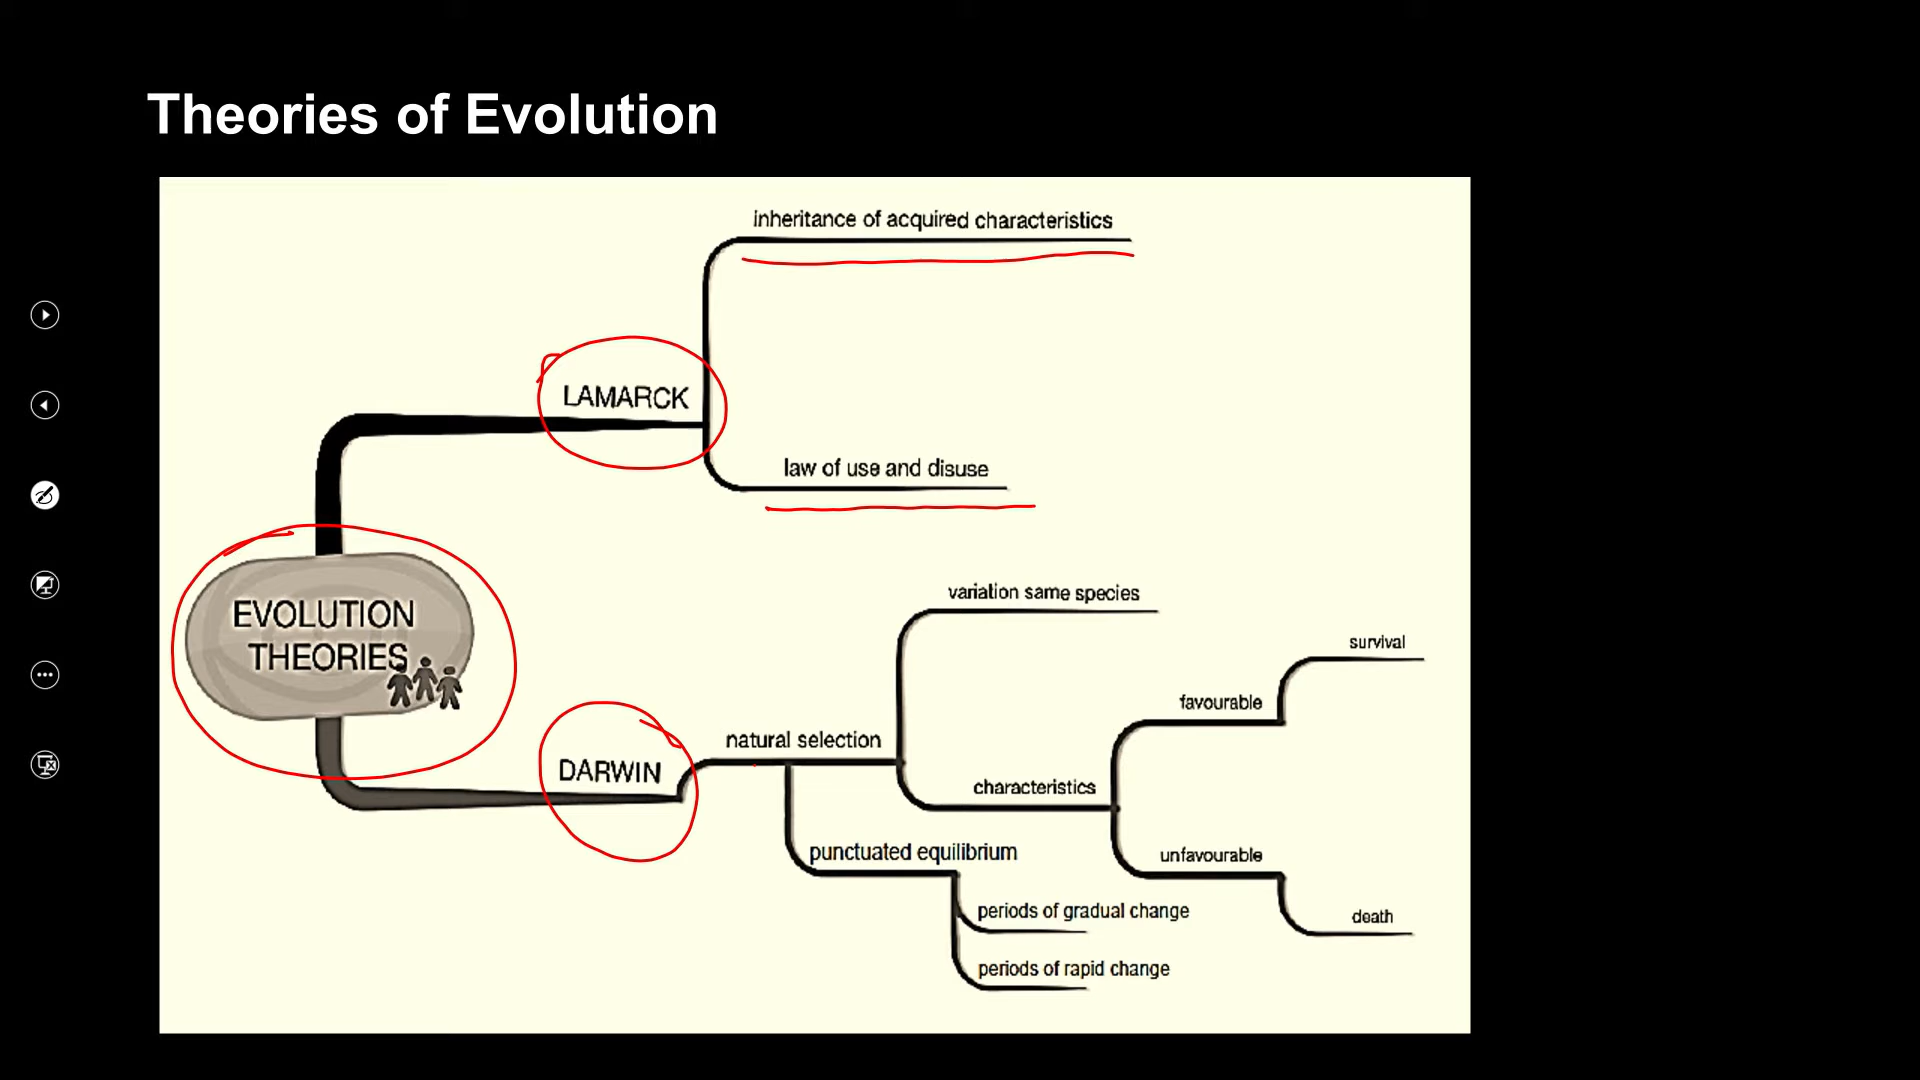 Theories of Evolution
inheritance of acquired characteristics
LAMARCK
law of use and disuse
EVOLUTION
THEORIES
variation same species
survival
favourable
natural selection
DARWIN
characteristics
punctuated equilibrium
unfavourable
periods of gradual change
death
periods of rapid change